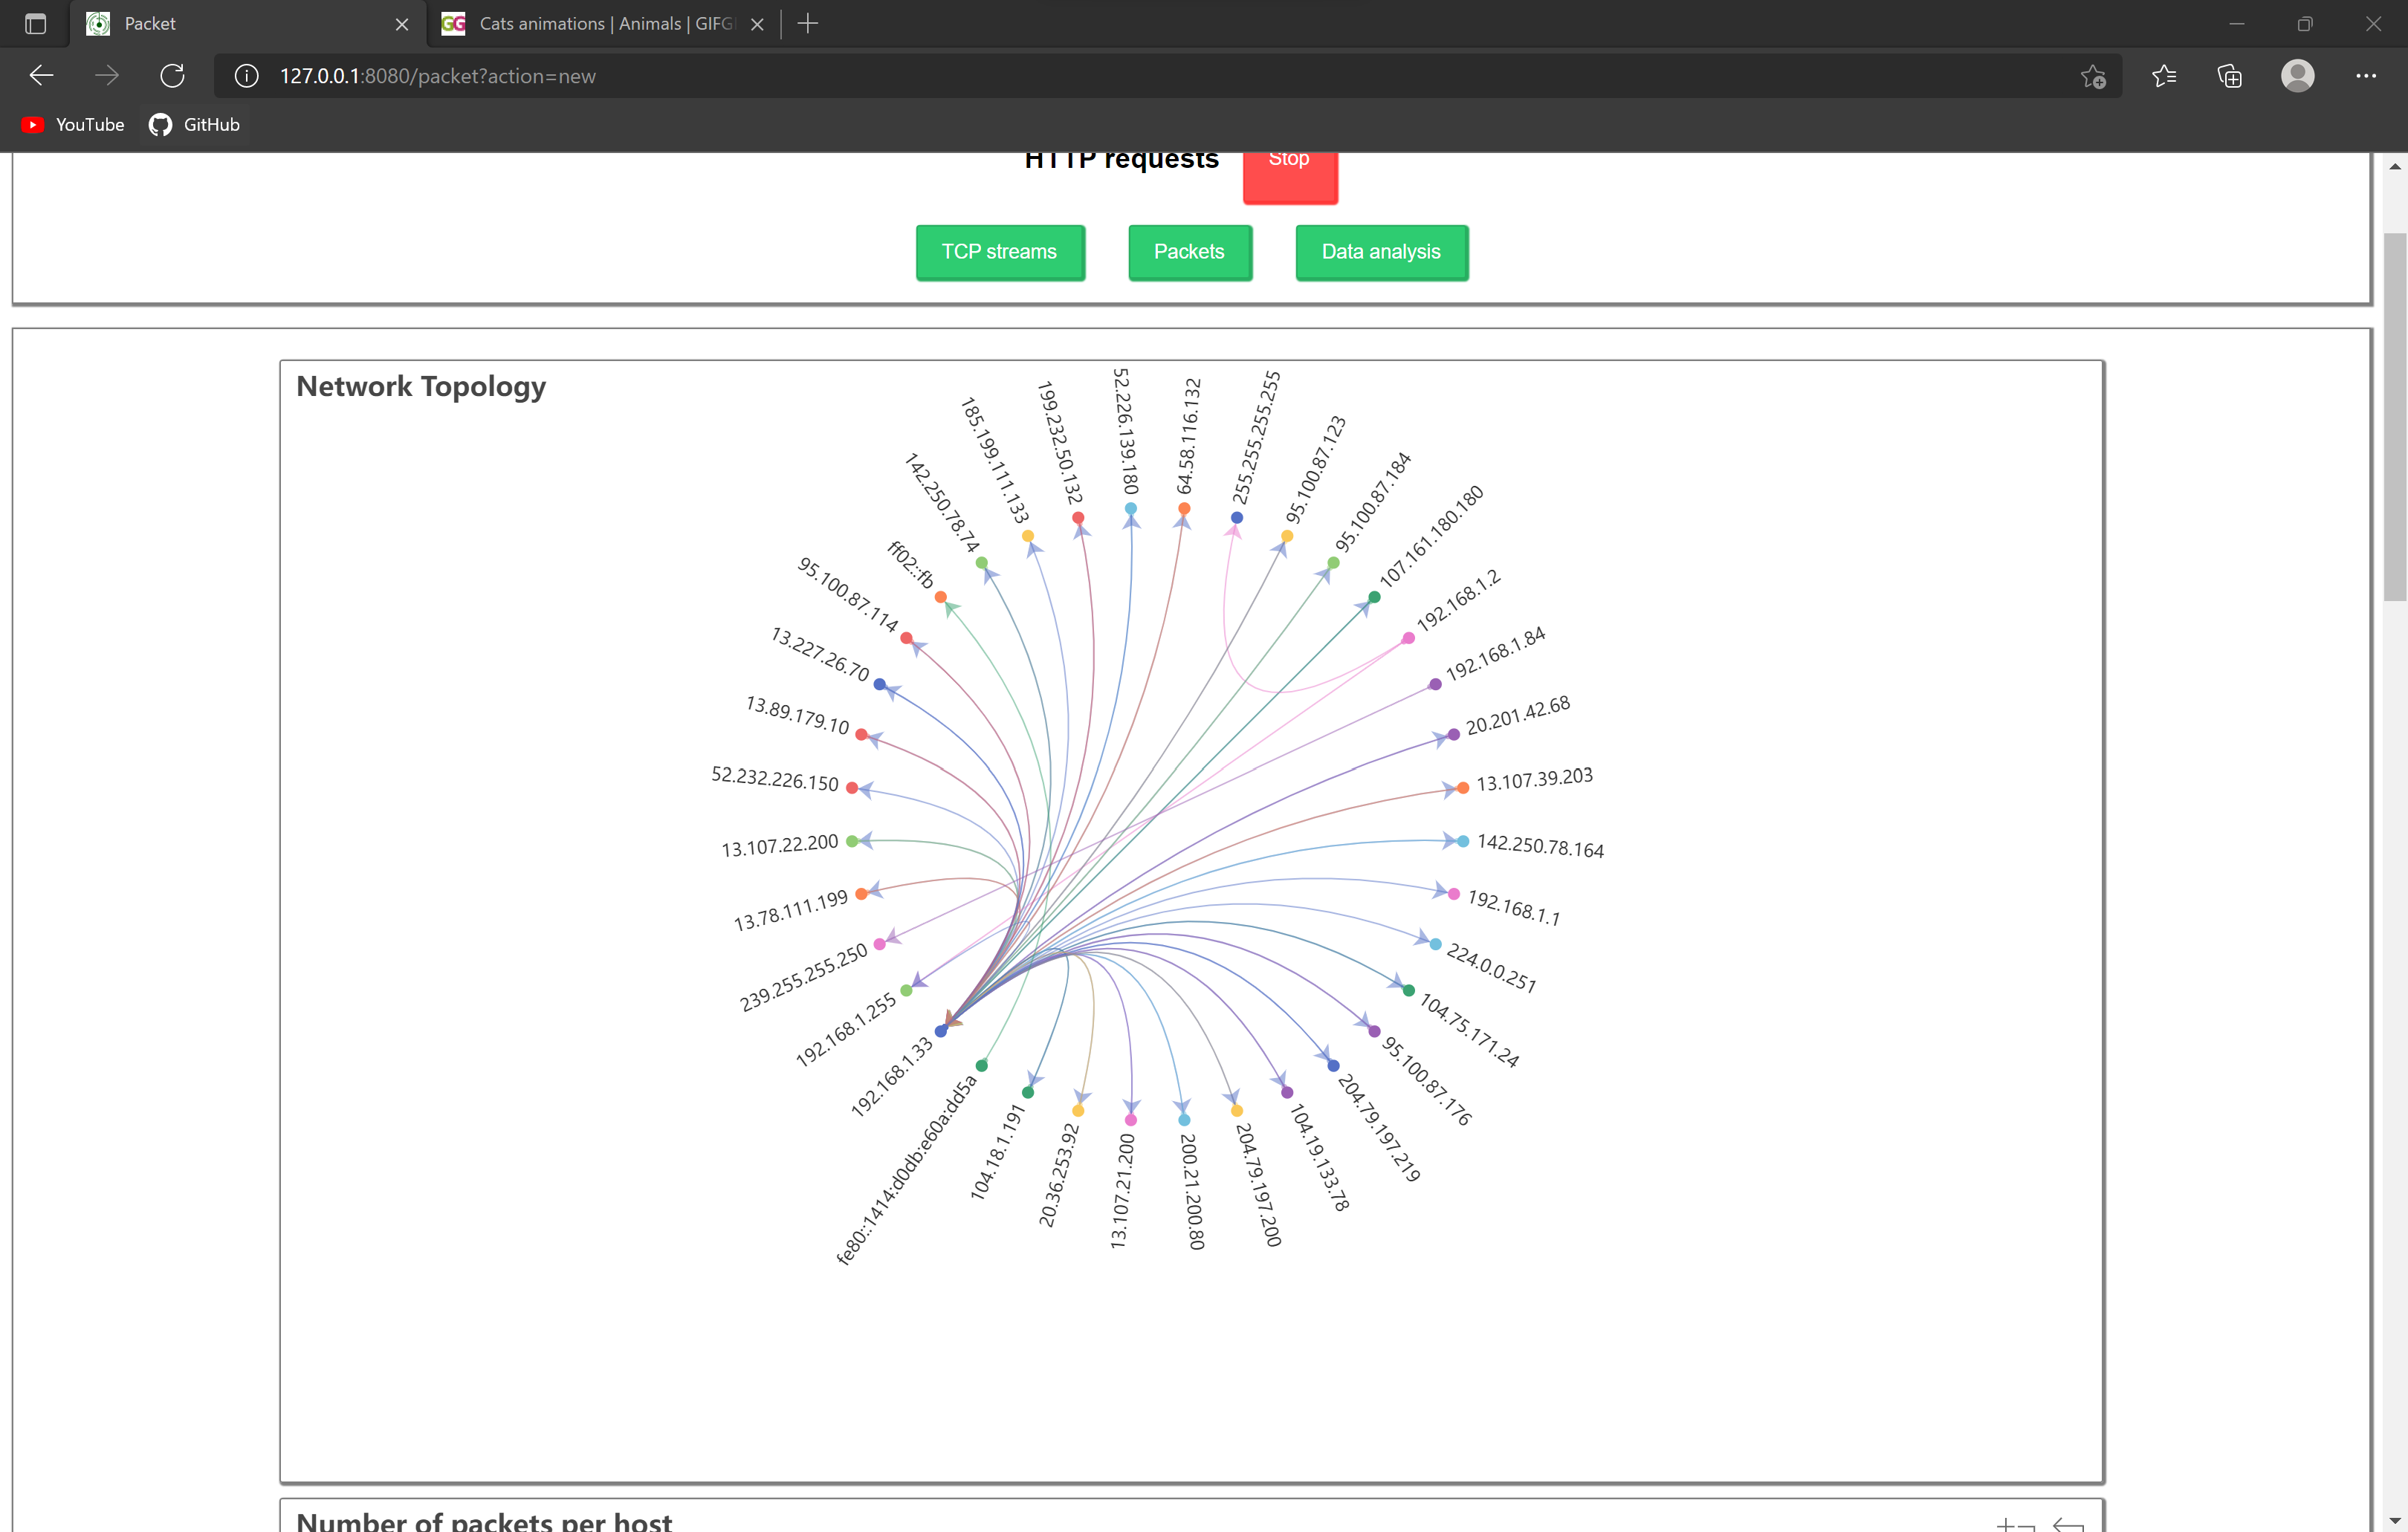 Packet
Cats animations | Animals | GIFG
127.0.0.1:8080/packet?action=new
YouTube
GitHub
HTTP requests
Stop
TCP streams
Packets
Data analysis
Network Topology
52.226.139.180
64.58.116.132
255.255.255.255
95.100.87.123
95.100.87.184
107.161.180.180
192.168.1.2
192.168.1.84
20.201.42.68
13.107.39.203
142.250.78.164
192.168.1.1
224.0.0.251
104.75.171.24
95.100.87.176
204.79.197.219
104.19.133.78
204.79.197.200
200.21.200.80
13.107.21.200
20.36.253.92
104.18.1.191
fe80::1414:d0db:e60a:dd5a
192.168.1.33
192.168.1.255
239.255.255.250
13.78.111.199
13.107.22.200
52.232.226.150
13.89.179.10
13.227.26.70
95.100.87.114
ff02::fb
142.250.78.74
185.199.111.133
199.232.50.132
Number of packets per host